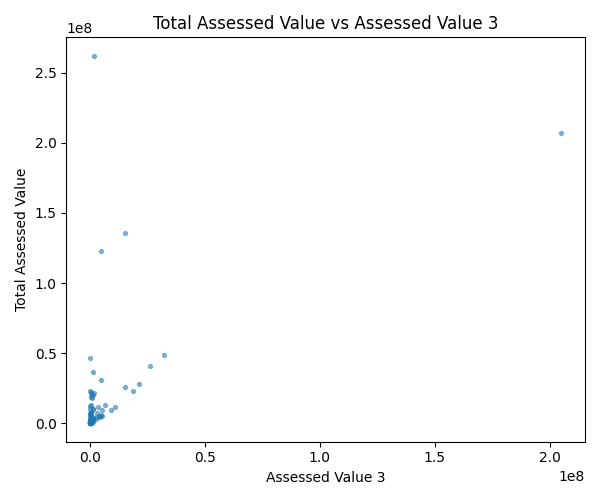 Total Assessed Value vs Assessed Value 3
1e8
2.5
2.0
1.5
1.0
0.5
0.0
Total Assessed Value
0.0 0.5 1.0 1.5 2.0
Assessed Value 3
1e8